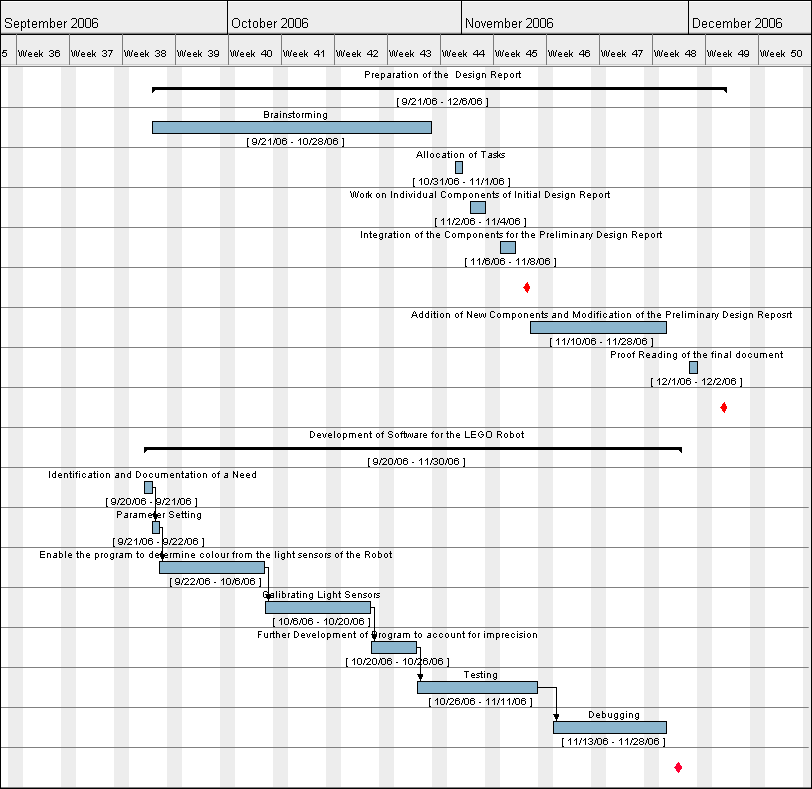 September 2006 October 2006 November 2006 December 2006
5 Week 36 Week 37 Week 38 Week 39 Week 40 Week 41 Week 42 Week 43 Week 44 Week 45 Week 46 Week 47 Week 48 Week 49 Week 50
Preparation of the Design Report
[ 9/21/06 - 12/6/06 ]
Brainstorming
[ 9/21/06 - 10/28/06 ]
Allocation of Tasks
[ 10/31/06 - 11/1/06 ]
Work on Individual Components of Initial Design Report
[ 11/2/06 - 11/4/06 ]
Integration of the Components for the Preliminary Design Report
[ 11/6/06 - 11/8/06 ]
Addition of New Components and Modification of the Preliminary Design Reposrt
[ 11/10/06 - 11/28/06 ]
Proof Reading of the final document
[ 12/1/06 - 12/2/06 ]
Development of Software for the LEGO Robot
[ 9/20/06 - 11/30/06 ]
Identification and Documentation of a Need
[ 9/20/06 - 9/21/06 ]
Parameter Setting
[ 9/21/06 - 9/22/06 ]
Enable the program to determine colour from the light sensors of the Robot
[ 9/22/06 - 10/6/06 ]
Calibrating Light Sensors
[ 10/6/06 - 10/20/06 ]
Further Development of Program to account for imprecision
[ 10/20/06 - 10/26/06 ]
Testing
[ 10/26/06 - 11/11/06 ]
Debugging
[ 11/13/06 - 11/28/06 ]